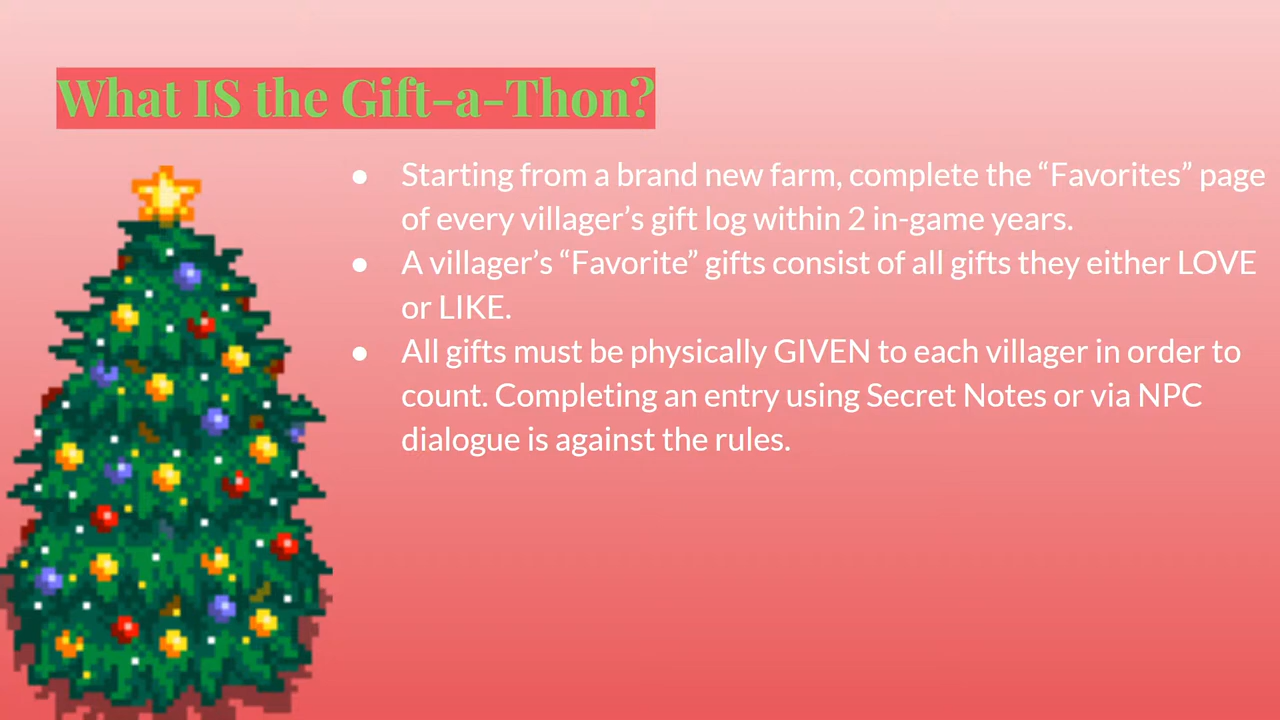 What IS the Gift-a-Thon?
● Starting from a brand new farm, complete the “Favorites” page
of every villager’s gift log within 2 in-game years.
● A villager’s “Favorite” gifts consist of all gifts they either LOVE
or LIKE.
● All gifts must be physically GIVEN to each villager in order to
count. Completing an entry using Secret Notes or via NPC
dialogue is against the rules.